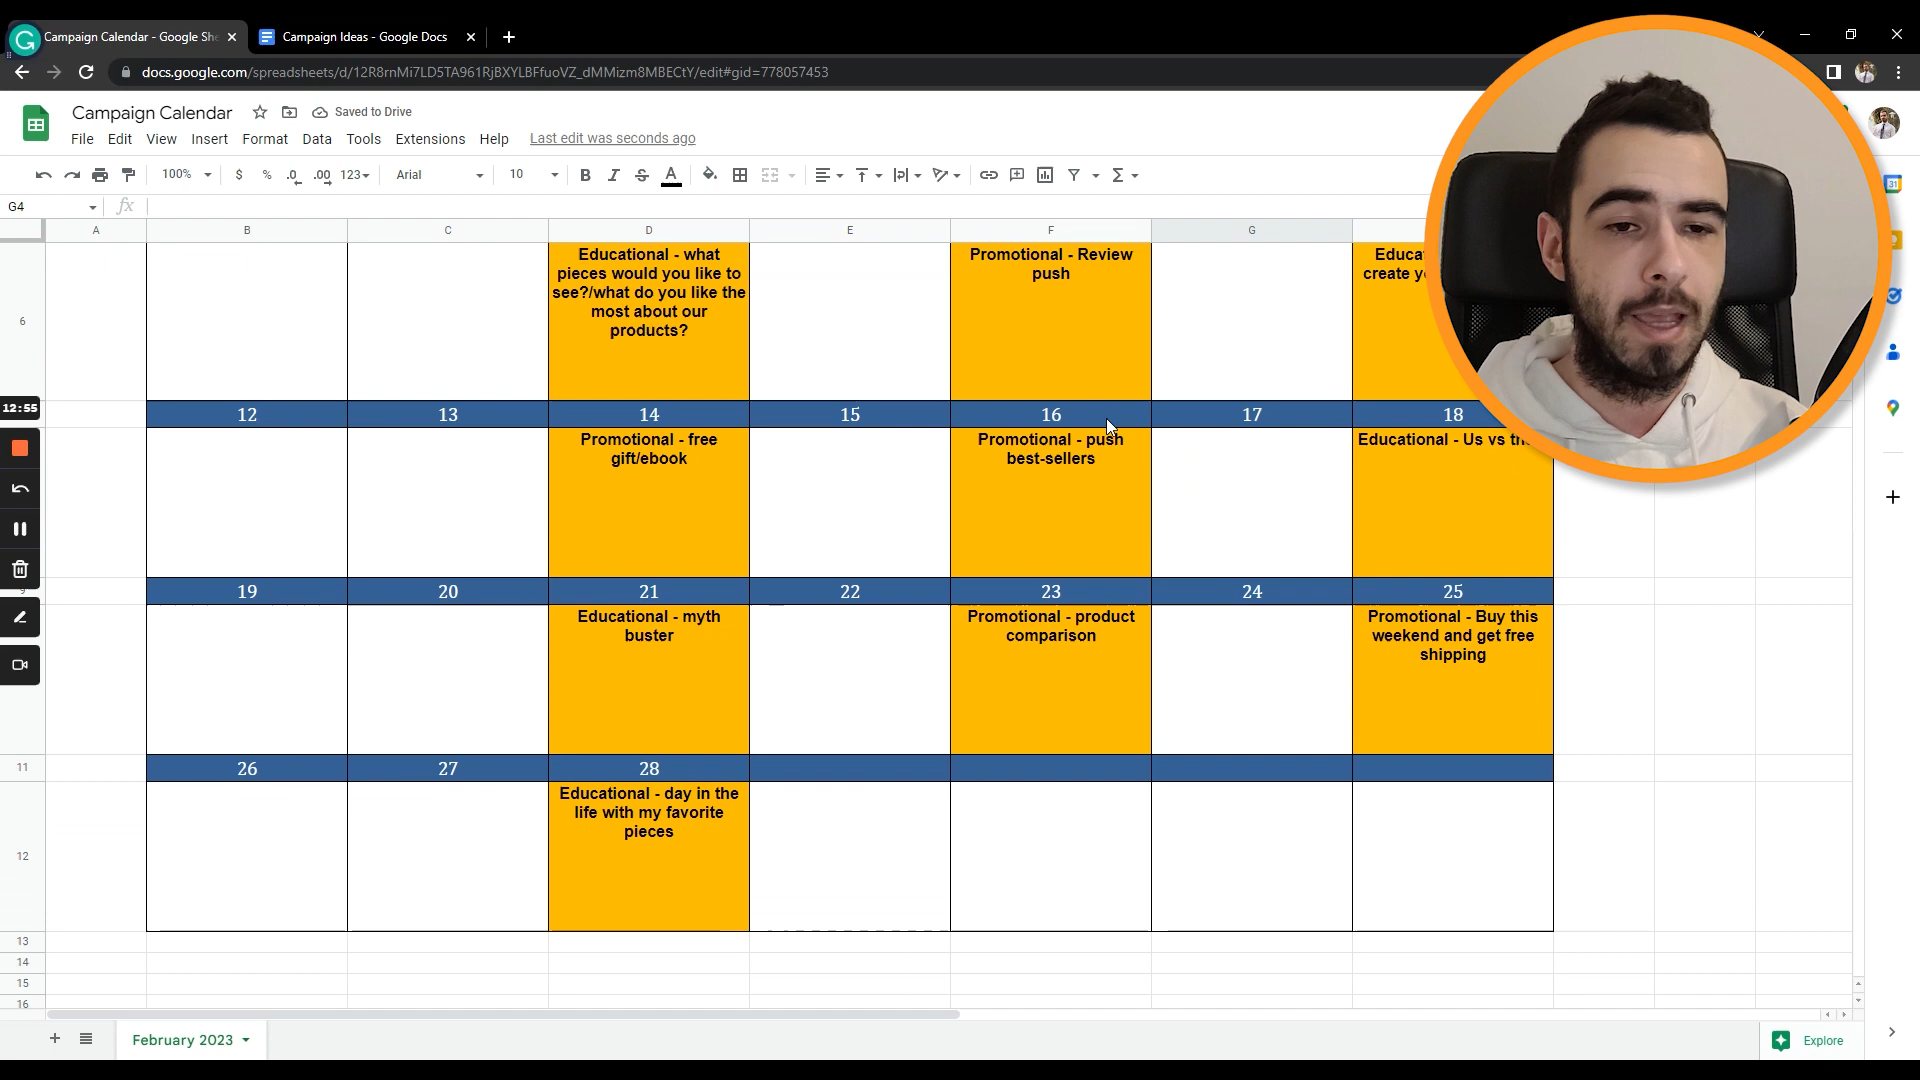 Campaign Calendar - Google She
Campaign Ideas - Google Docs
docs.google.com/spreadsheets/d/12R8rnMi7LD5TA961RjBXYLBFfuoVZ_dMMizm8MBECtY/edit#gid=778057453
Campaign Calendar
Saved to Drive
File Edit View Insert Format Data Tools Extensions Help Last edit was seconds ago
100% $ % .0 .00 123 Arial 10 B I S A
G4 fx
A B C D E F G
6
Educational - what
pieces would you like to
see?/what do you like the
most about our
products?
Promotional - Review
push
Educa
create y
12:55
12 13 14 15 16 17 18
Promotional - free
gift/ebook
Promotional - push
best-sellers
Educational - Us vs th
9
19 20 21 22 23 24 25
Educational - myth
buster
Promotional - product
comparison
Promotional - Buy this
weekend and get free
shipping
11
26 27 28
12
Educational - day in the
life with my favorite
pieces
13
14
15
16
February 2023
Explore
31